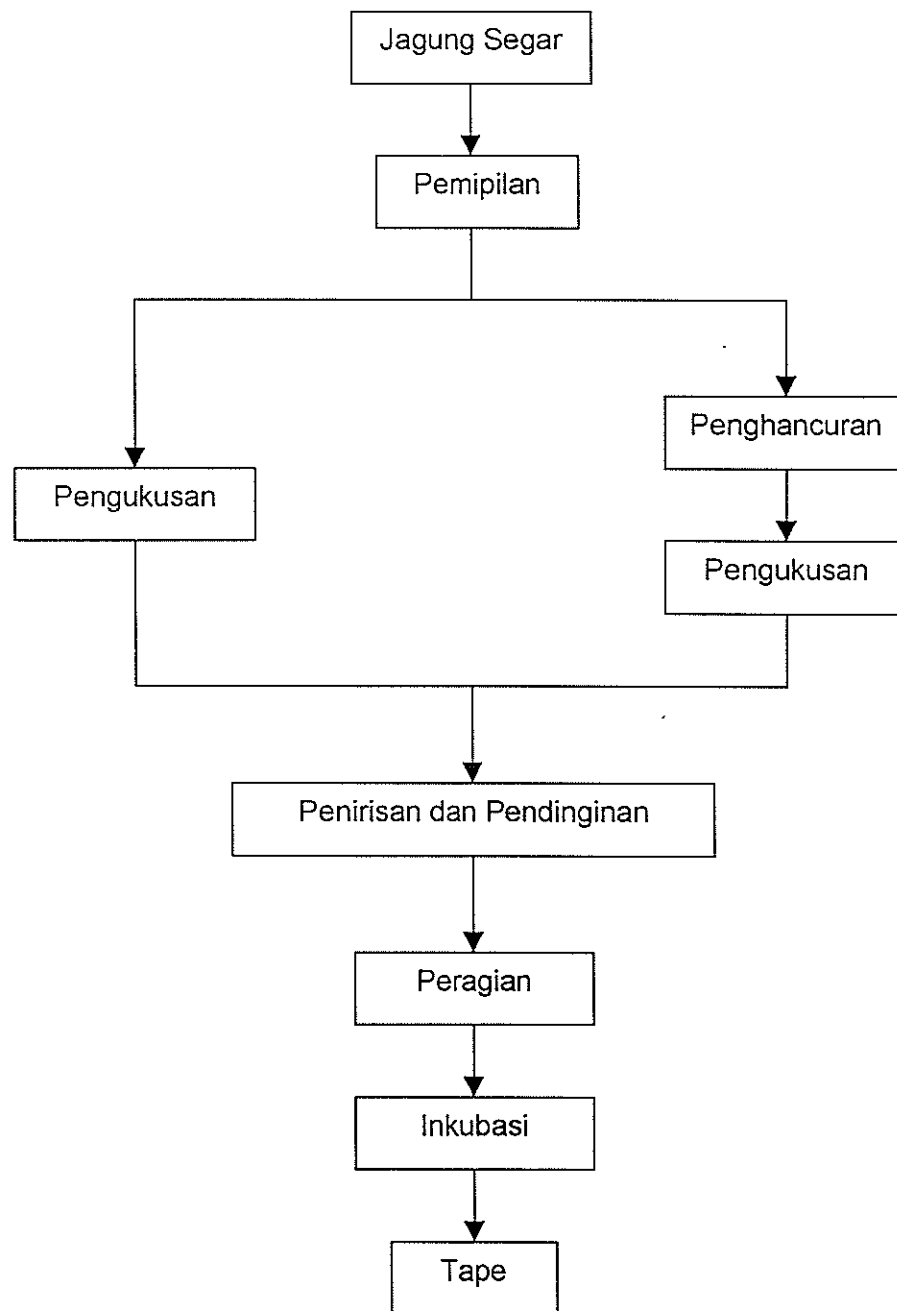 Jagung Segar
Pemipilan
Penghancuran
Pengukusan
Pengukusan
Penirisan dan Pendinginan
Peragian
Inkubasi
Tape